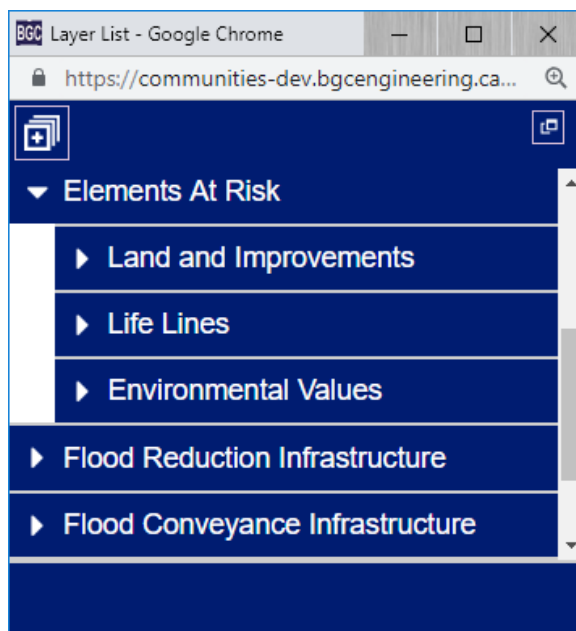 BGC Layer List - Google Chrome
https://communities-dev.bgcengineering.ca...
Elements At Risk
Land and Improvements
Life Lines
Environmental Values
Flood Reduction Infrastructure
Flood Conveyance Infrastructure